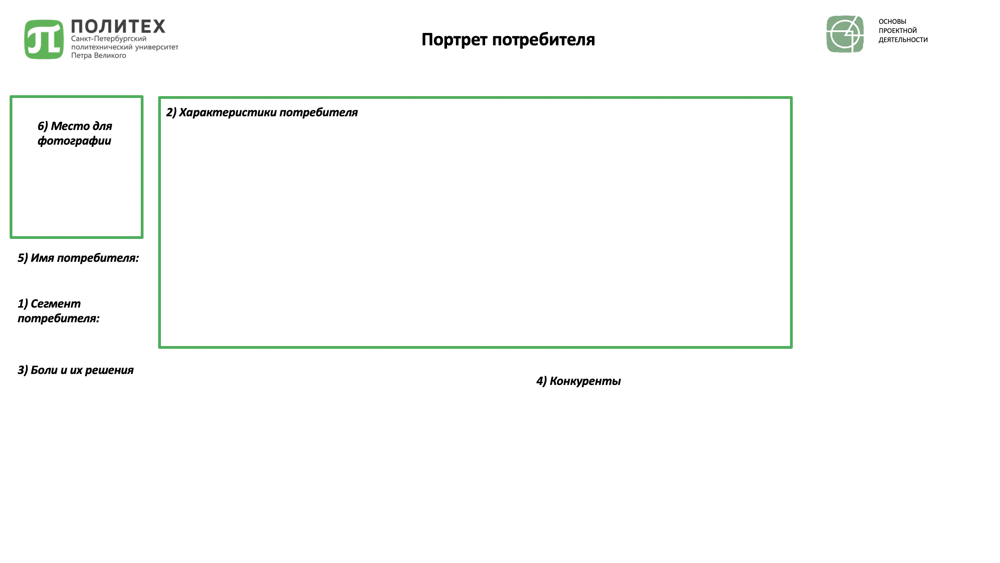 ПОЛИТЕХ
Санкт-Петербургский
политехнический университет
Петра Великого
Портрет потребителя
ОСНОВЫ
ПРОЕКТНОЙ
ДЕЯТЕЛЬНОСТИ
6) Место для
фотографии
2) Характеристики потребителя
5) Имя потребителя:
1) Сегмент
потребителя:
3) Боли и их решения
4) Конкуренты